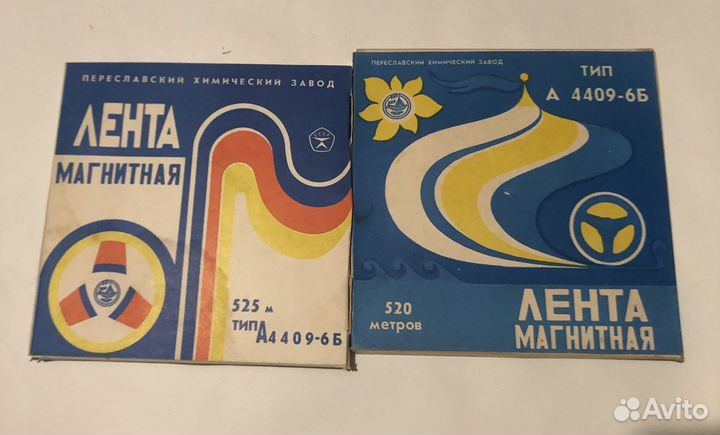 ПЕРЕСЛАВСКИЙ ХИМИЧЕСКИЙ ЗАВОД
ЛЕНТА
МАГНИТНАЯ
СССР
525 м
ТИП А4409-6Б
ПЕРЕСЛАВСКИЙ ХИМИЧЕСКИЙ ЗАВОД
ТИП
А 4409-6Б
520
метров
ЛЕНТА
МАГНИТНАЯ
Avito